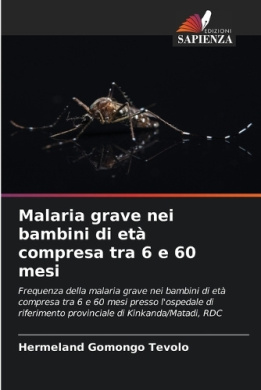 EDIZIONI
SAPIENZA
Malaria grave nei
bambini di età
compresa tra 6 e 60
mesi
Frequenza della malaria grave nei bambini di età
compresa tra 6 e 60 mesi presso l'ospedale di
riferimento provinciale di Kinkanda/Matadi, RDC
Hermeland Gomongo Tevolo